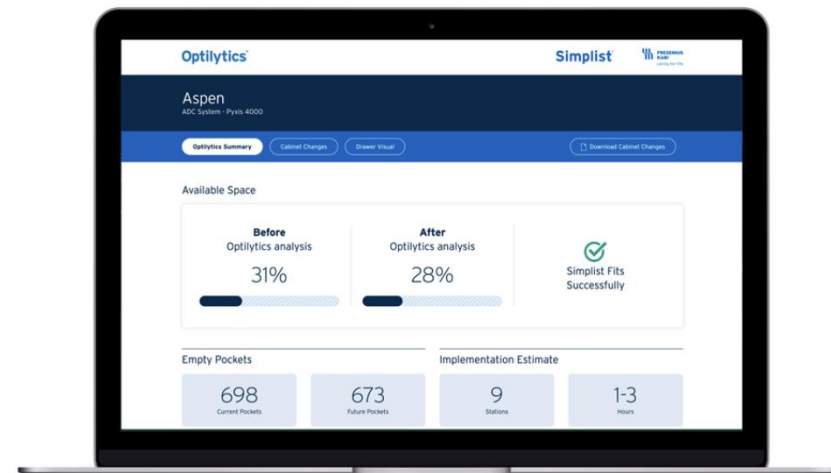 Optilytics
Simplist
FRESENIUS
KABI
caring for life
Aspen
ADC System - Pyxis 4000
Optilytics Summary
Cabinet Changes
Drawer Visual
Download Cabinet Changes
Available Space
Before
Optilytics analysis
31%
After
Optilytics analysis
28%
Simplist Fits
Successfully
Empty Pockets
698
Current Pockets
673
Future Pockets
Implementation Estimate
9
Stations
1-3
Hours